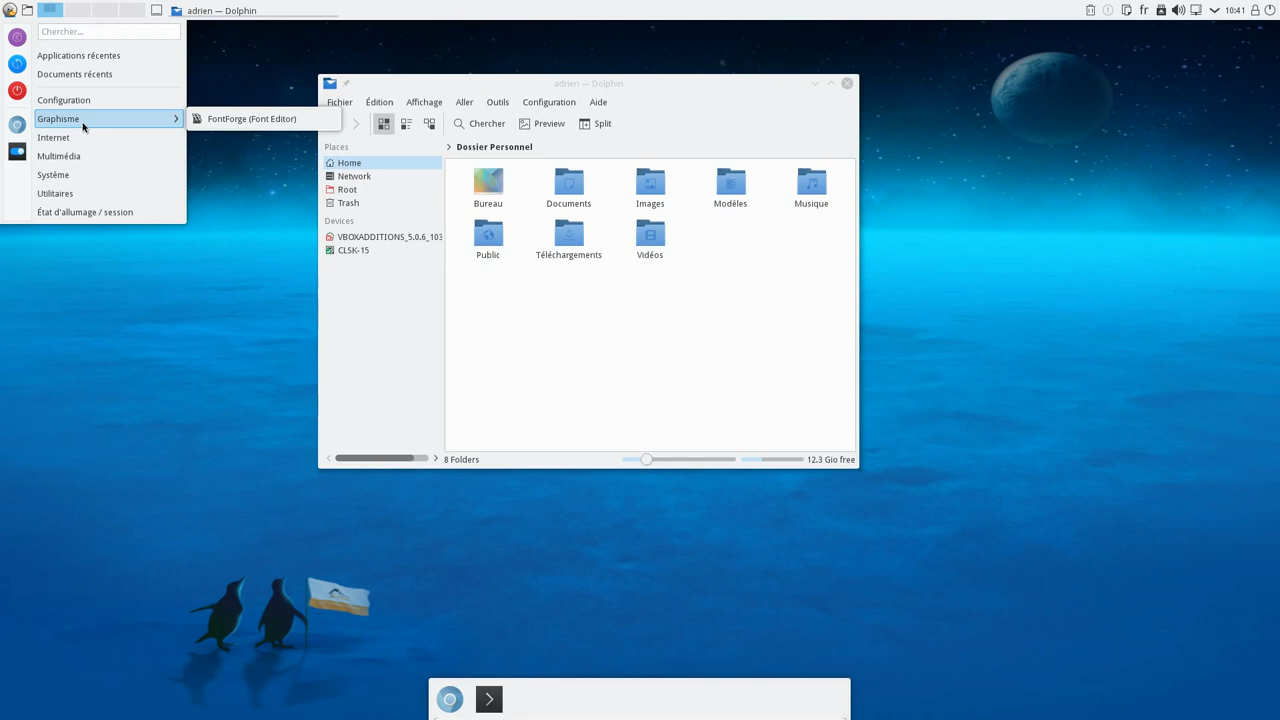 adrien — Dolphin
fr
10:41
Chercher...
Applications récentes
Documents récents
Configuration
Graphisme
Internet
Multimédia
Système
Utilitaires
État d'allumage / session
FontForge (Font Editor)
adrien — Dolphin
Fichier Édition Affichage Aller Outils Configuration Aide
Chercher Preview Split
Places
Home
Network
Root
Trash
Devices
VBOXADDITIONS_5.0.6_103
CLSK-15
Dossier Personnel
Bureau Documents Images Modèles Musique
Public Téléchargements Vidéos
8 Folders 12.3 Gio free